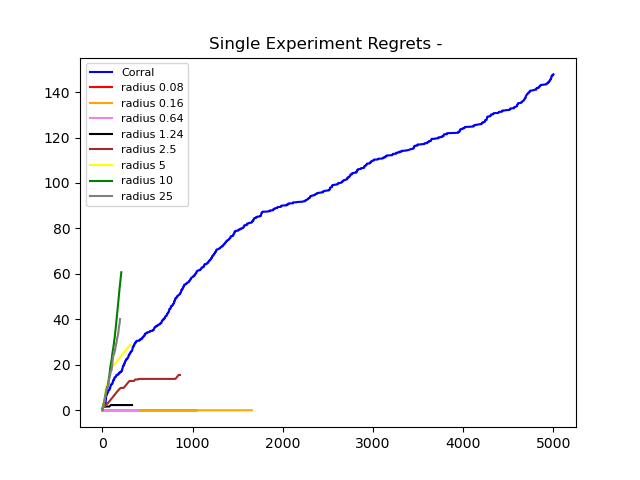 Single Experiment Regrets -
Corral
radius 0.08
radius 0.16
radius 0.64
radius 1.24
radius 2.5
radius 5
radius 10
radius 25
140
120
100
80
60
40
20
0
0 1000 2000 3000 4000 5000